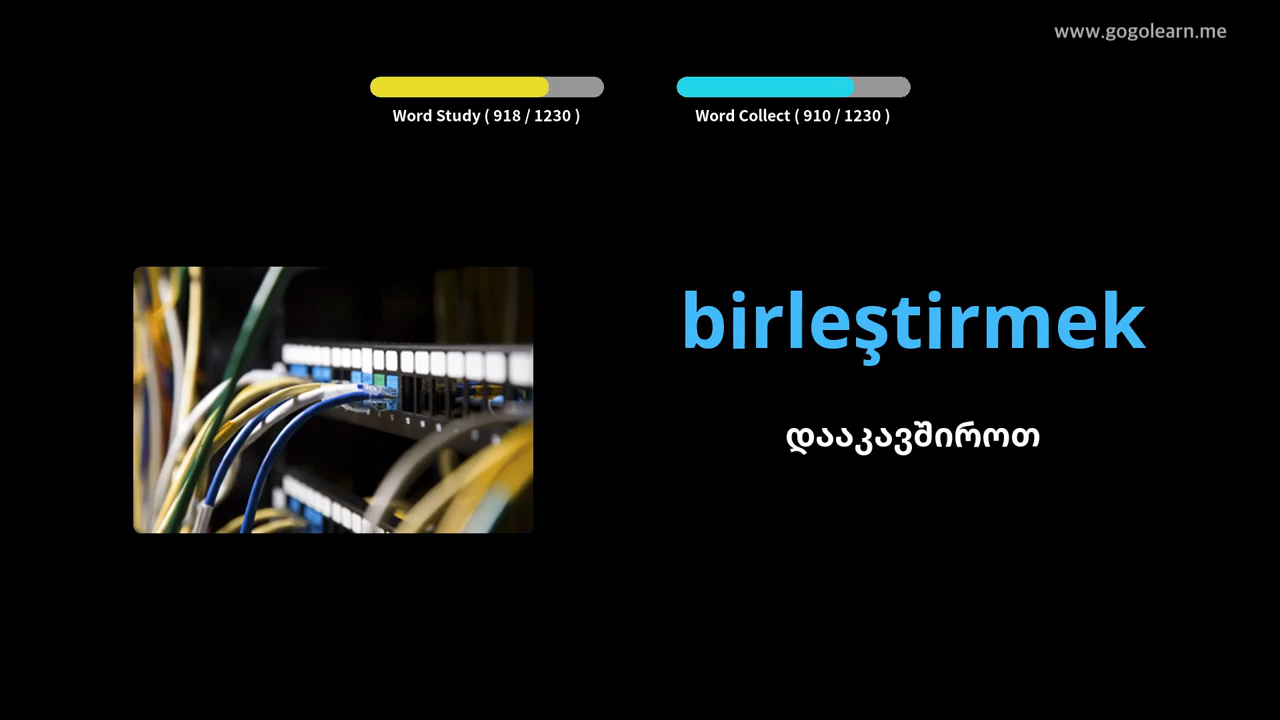 www.gogolearn.me
Word Study ( 918 / 1230 )
Word Collect ( 910 / 1230 )
birleştirmek
დააკავშიროთ